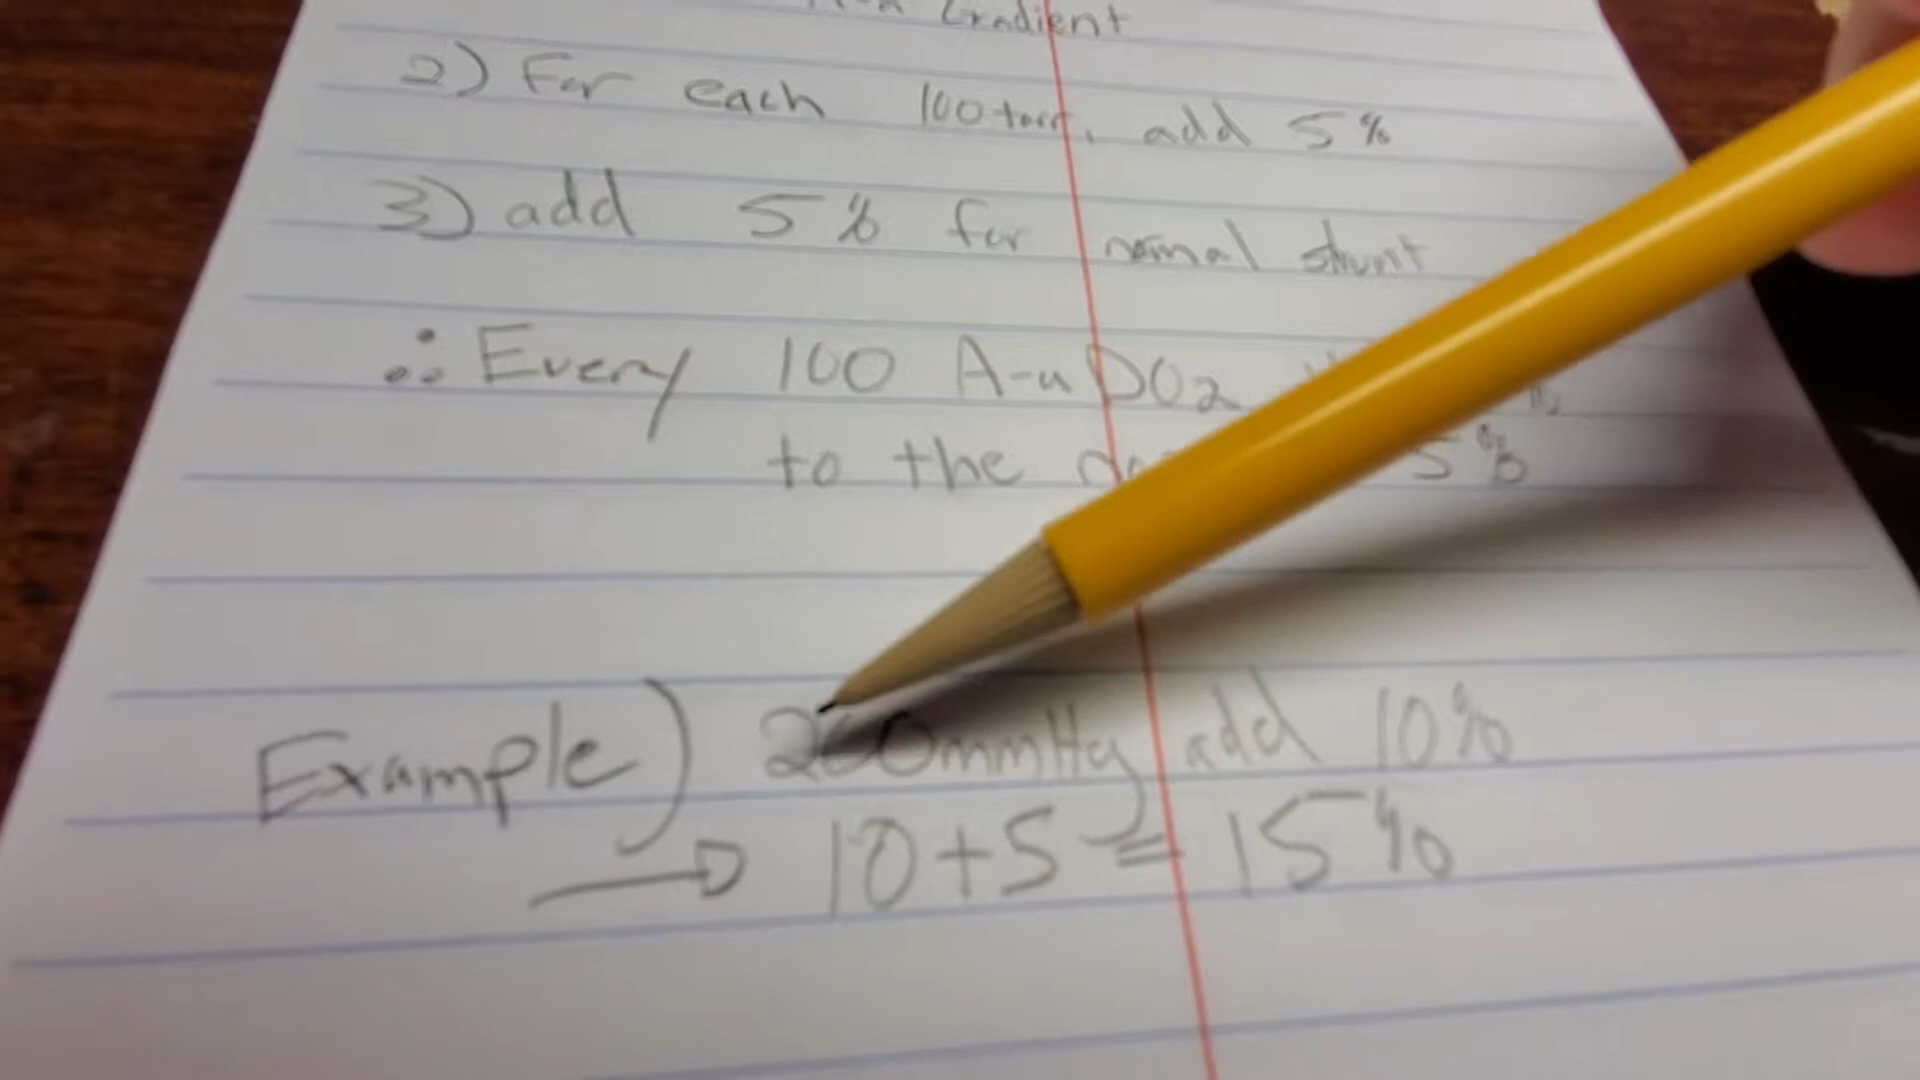 Gradient
2) For each 100 torr, add 5%
3) add 5% for normal shunt
∴ Every 100 A-a DO2
to the 5%
Example) 200mmHg add 10%
→ 10+5 = 15%